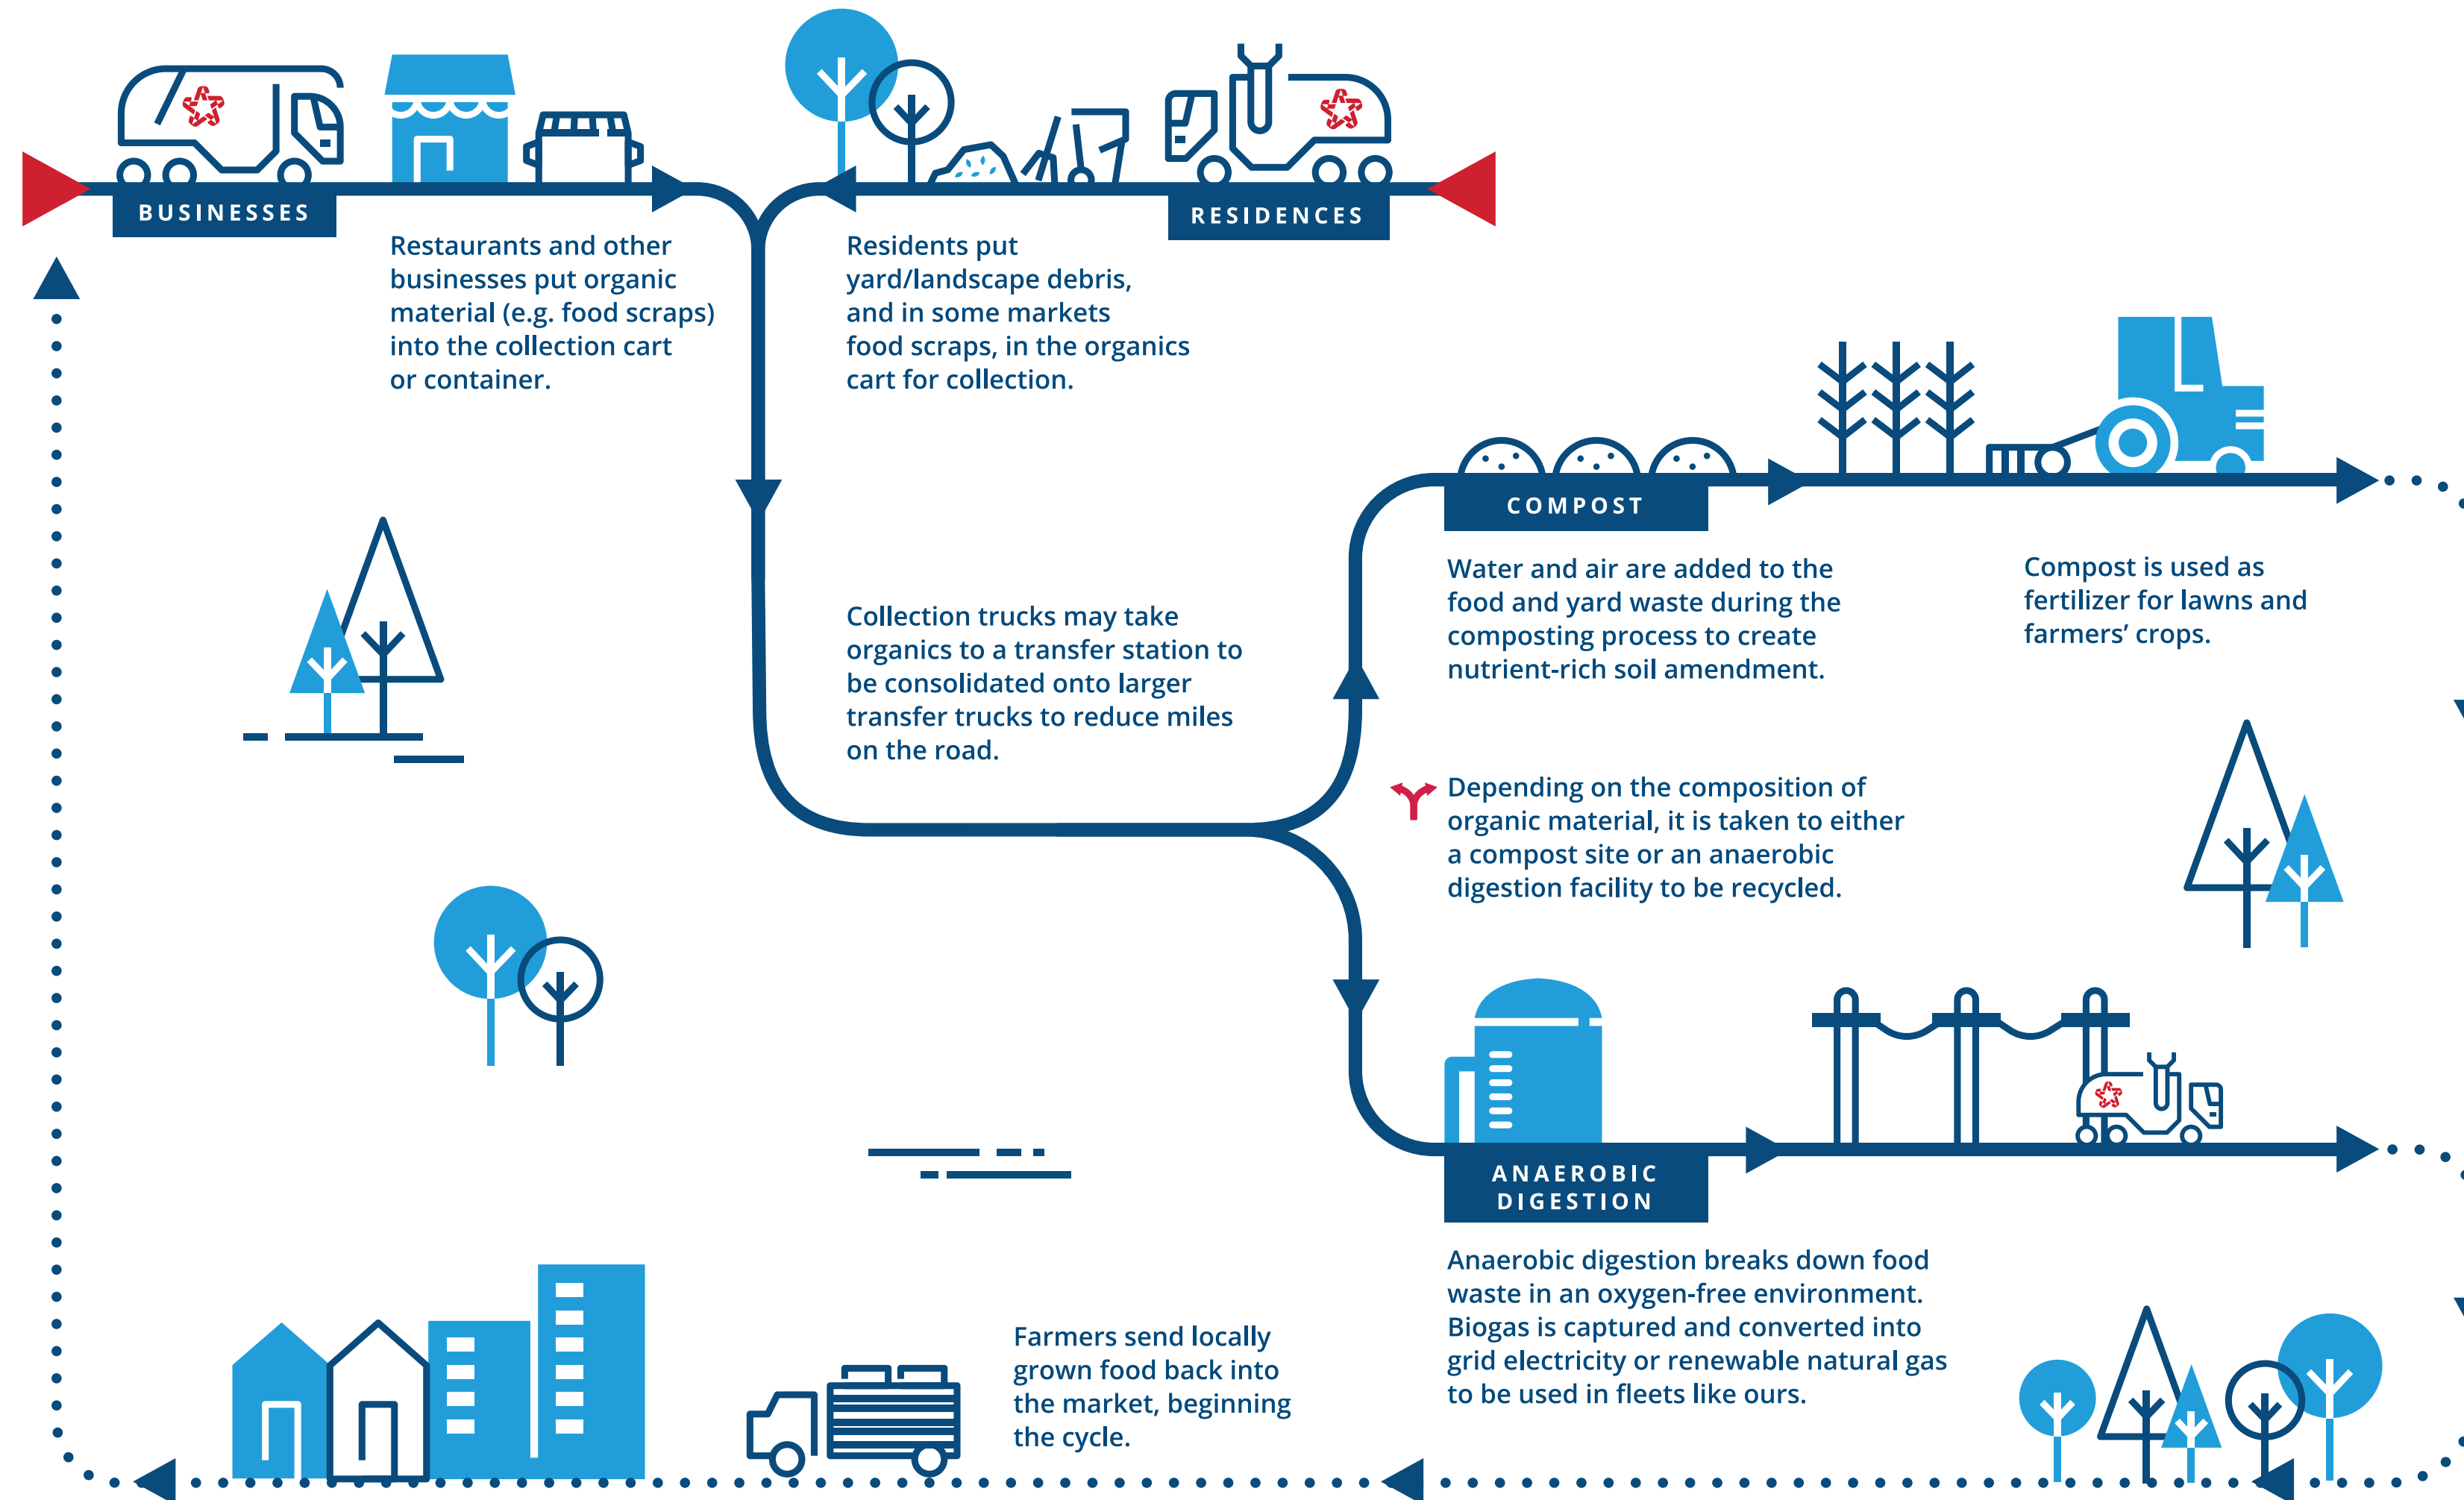 BUSINESSES
Restaurants and other
businesses put organic
material (e.g. food scraps)
into the collection cart
or container.
RESIDENCES
Residents put
yard/landscape debris,
and in some markets
food scraps, in the organics
cart for collection.
Collection trucks may take
organics to a transfer station to
be consolidated onto larger
transfer trucks to reduce miles
on the road.
COMPOST
Water and air are added to the
food and yard waste during the
composting process to create
nutrient-rich soil amendment.
Compost is used as
fertilizer for lawns and
farmers’ crops.
Depending on the composition of
organic material, it is taken to either
a compost site or an anaerobic
digestion facility to be recycled.
ANAEROBIC
DIGESTION
Anaerobic digestion breaks down food
waste in an oxygen-free environment.
Biogas is captured and converted into
grid electricity or renewable natural gas
to be used in fleets like ours.
Farmers send locally
grown food back into
the market, beginning
the cycle.